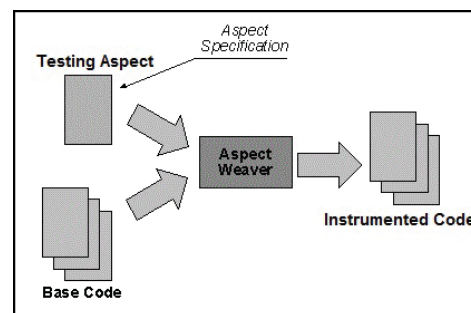 Aspect
Specification
Testing Aspect
Aspect
Weaver
Instrumented Code
Base Code